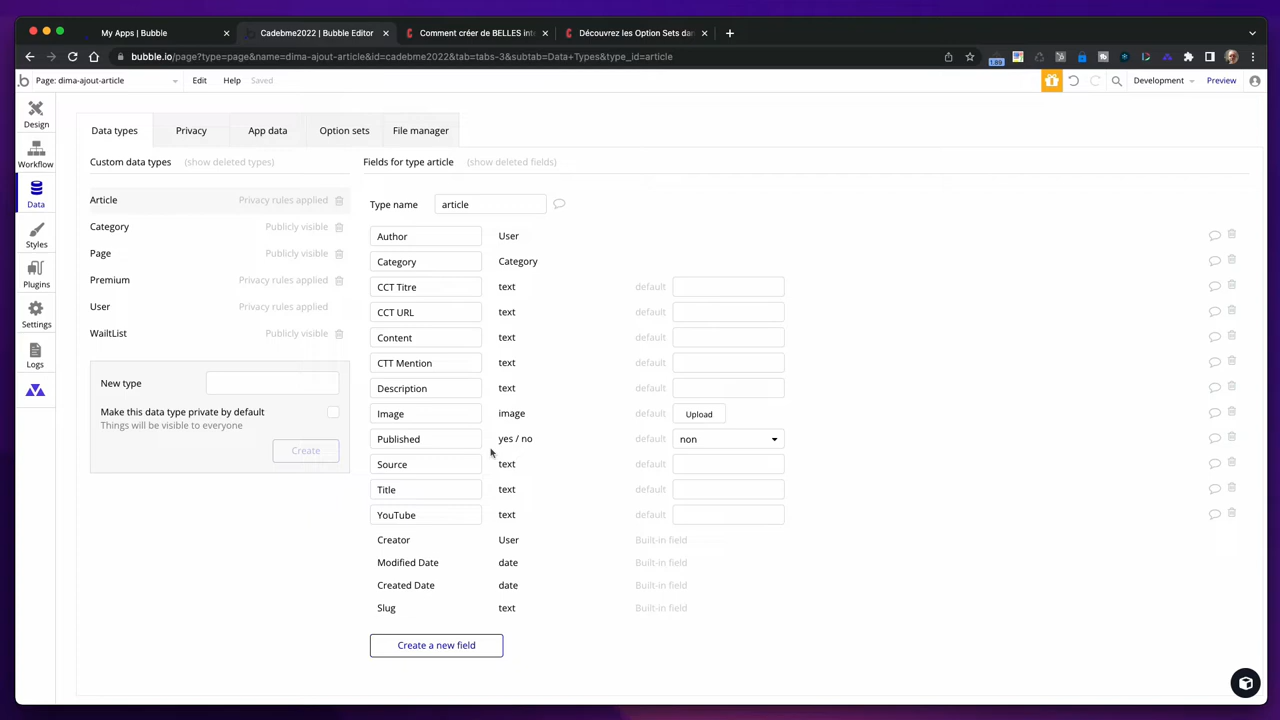 My Apps | Bubble
Cadebme2022 | Bubble Editor
Comment créer de BELLES inte
Découvrez les Option Sets dan
bubble.io/page?type=page&name=dima-ajout-article&id=cadebme2022&tab=tabs-3&subtab=Data+Types&type_id=article
1.89
Page: dima-ajout-article
Edit
Help
Saved
Development
Preview
Design
Workflow
Data
Styles
Plugins
Settings
Logs
Data types
Privacy
App data
Option sets
File manager
Custom data types (show deleted types)
Article Privacy rules applied
Category Publicly visible
Page Publicly visible
Premium Privacy rules applied
User Privacy rules applied
WailtList Publicly visible
New type
Make this data type private by default
Things will be visible to everyone
Create
Fields for type article (show deleted fields)
Type name article
Author User
Category Category
CCT Titre text default
CCT URL text default
Content text default
CTT Mention text default
Description text default
Image image default Upload
Published yes / no default non
Source text default
Title text default
YouTube text default
Creator User Built-in field
Modified Date date Built-in field
Created Date date Built-in field
Slug text Built-in field
Create a new field